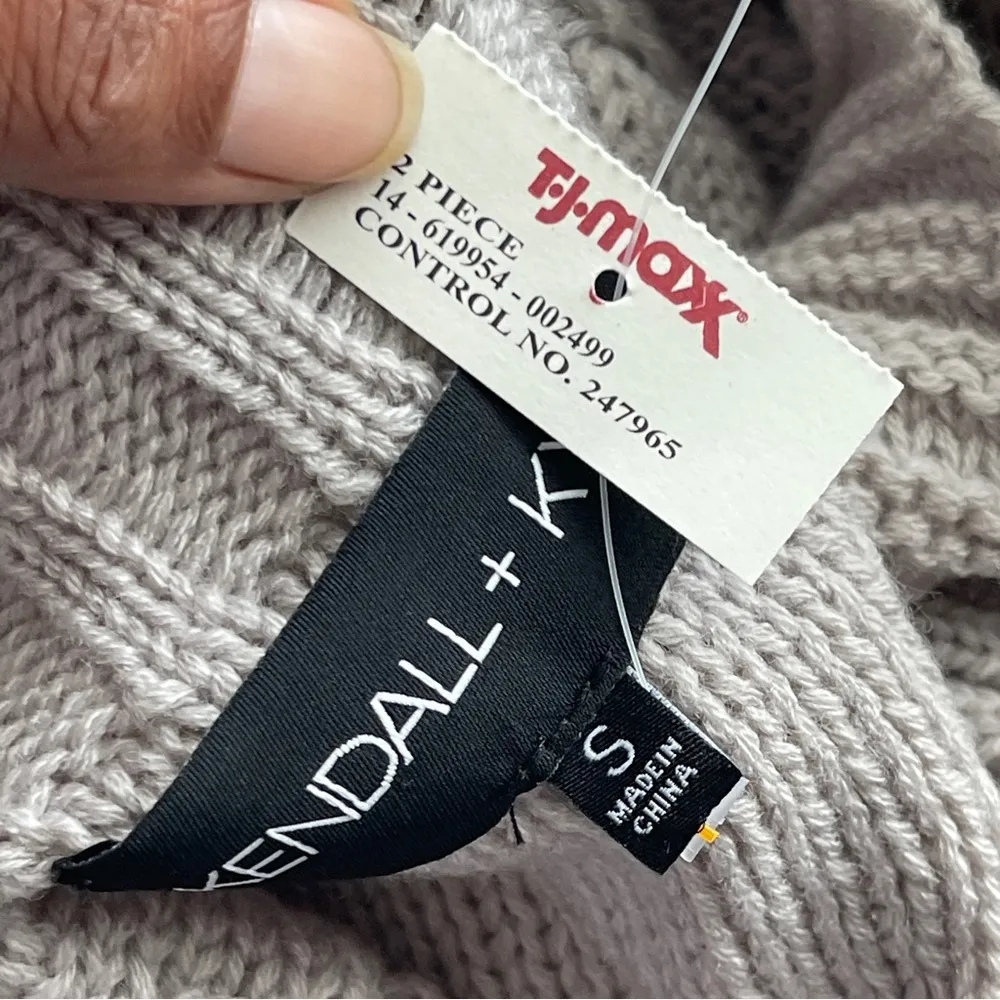 T·J·maxx®
2 PIECE
14 - 619954 - 002499
CONTROL NO. 247965
KENDALL + K
S
MADE IN
CHINA